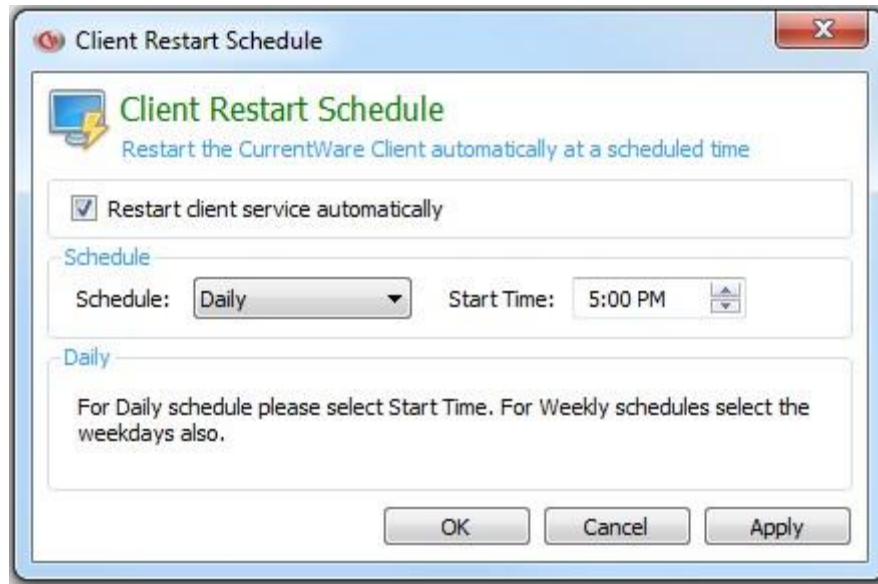 Client Restart Schedule
Client Restart Schedule
Restart the CurrentWare Client automatically at a scheduled time
Restart client service automatically
Schedule
Schedule: Daily Start Time: 5:00 PM
Daily
For Daily schedule please select Start Time. For Weekly schedules select the
weekdays also.
OK Cancel Apply